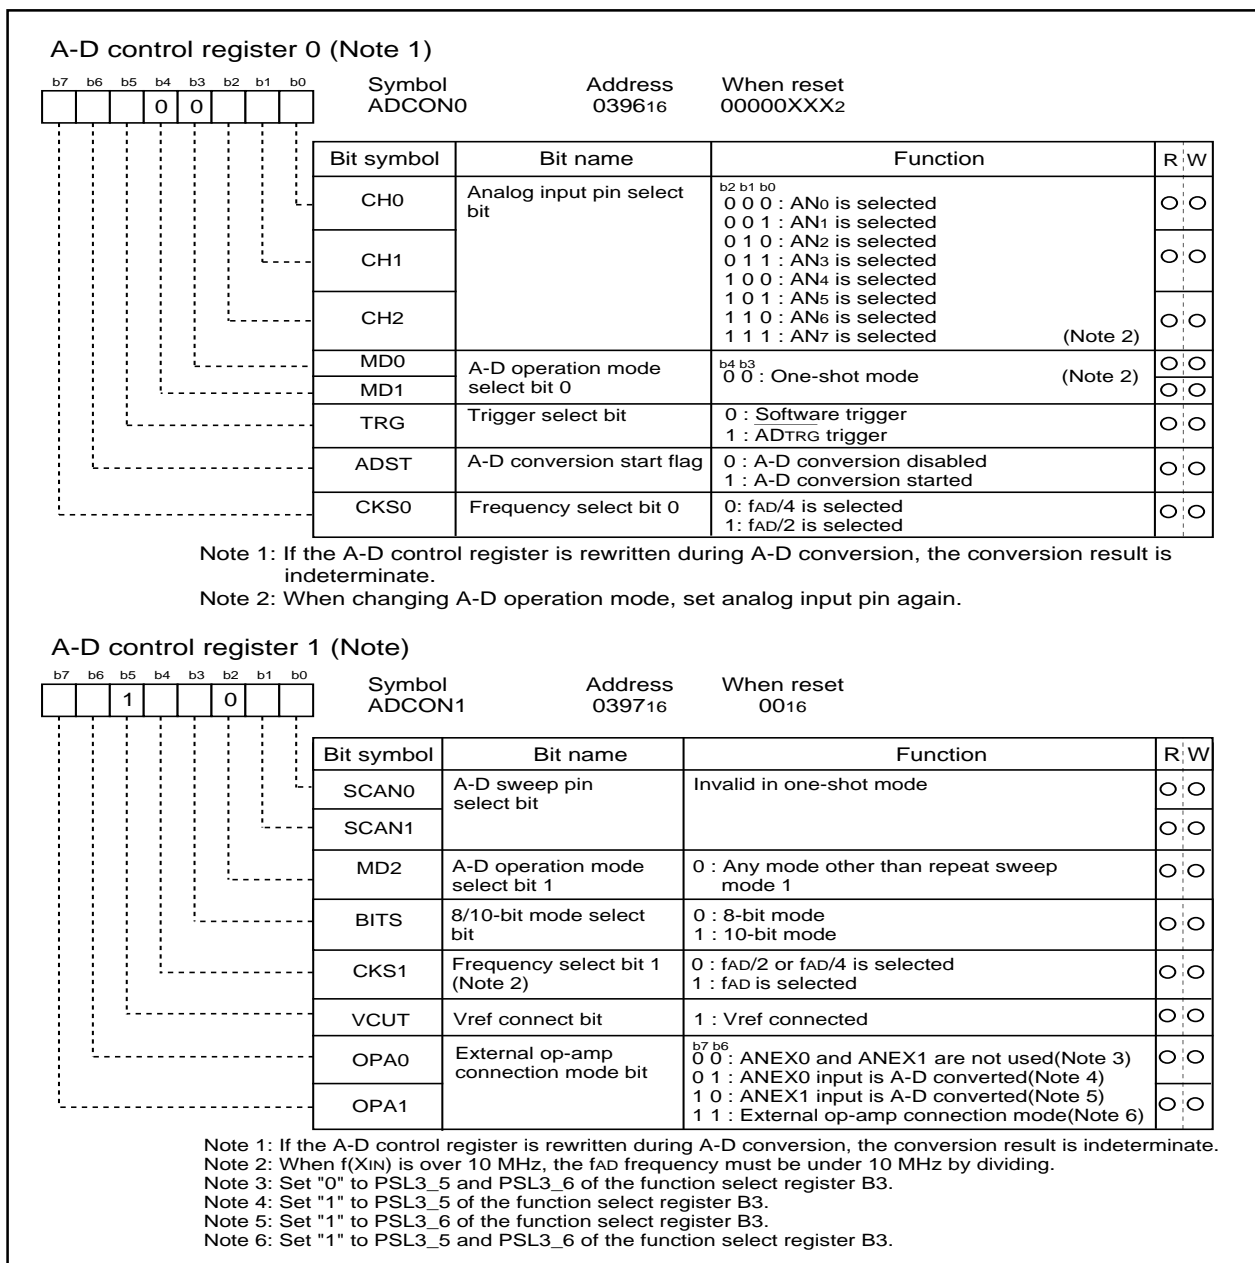 A-D control register 0 (Note 1)
b7 b6 b5 b4 b3 b2 b1 b0
0 0
Symbol Address When reset
ADCON0 039616 00000XXX2
Bit symbol Bit name Function R W
CH0 Analog input pin select bit
b2 b1 b0
0 0 0 : AN0 is selected
0 0 1 : AN1 is selected
0 1 0 : AN2 is selected
CH1
0 1 1 : AN3 is selected
1 0 0 : AN4 is selected
1 0 1 : AN5 is selected
CH2
1 1 0 : AN6 is selected
1 1 1 : AN7 is selected (Note 2)
MD0 A-D operation mode select bit 0
b4 b3
0 0 : One-shot mode (Note 2)
MD1
TRG Trigger select bit
0 : Software trigger
1 : ADTRG trigger
ADST A-D conversion start flag
0 : A-D conversion disabled
1 : A-D conversion started
CKS0 Frequency select bit 0
0: fAD/4 is selected
1: fAD/2 is selected
Note 1: If the A-D control register is rewritten during A-D conversion, the conversion result is
indeterminate.
Note 2: When changing A-D operation mode, set analog input pin again.
A-D control register 1 (Note)
b7 b6 b5 b4 b3 b2 b1 b0
1 0
Symbol Address When reset
ADCON1 039716 0016
Bit symbol Bit name Function R W
SCAN0 A-D sweep pin select bit
Invalid in one-shot mode
SCAN1
MD2 A-D operation mode select bit 1
0 : Any mode other than repeat sweep
mode 1
BITS 8/10-bit mode select bit
0 : 8-bit mode
1 : 10-bit mode
CKS1 Frequency select bit 1 (Note 2)
0 : fAD/2 or fAD/4 is selected
1 : fAD is selected
VCUT Vref connect bit 1 : Vref connected
OPA0 External op-amp connection mode bit
b7 b6
0 0 : ANEX0 and ANEX1 are not used(Note 3)
0 1 : ANEX0 input is A-D converted(Note 4)
OPA1
1 0 : ANEX1 input is A-D converted(Note 5)
1 1 : External op-amp connection mode(Note 6)
Note 1: If the A-D control register is rewritten during A-D conversion, the conversion result is indeterminate.
Note 2: When f(XIN) is over 10 MHz, the fAD frequency must be under 10 MHz by dividing.
Note 3: Set "0" to PSL3_5 and PSL3_6 of the function select register B3.
Note 4: Set "1" to PSL3_5 of the function select register B3.
Note 5: Set "1" to PSL3_6 of the function select register B3.
Note 6: Set "1" to PSL3_5 and PSL3_6 of the function select register B3.